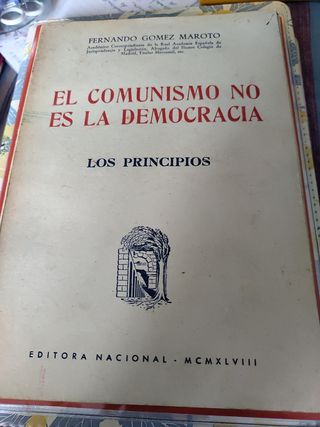 FERNANDO GOMEZ MAROTO
Académico Correspondiente de la Real Academia Española de
Jurisprudencia y Legislación, Abogado del Ilustre Colegio de
Madrid, Titular Mercantil, etc.
EL COMUNISMO NO
ES LA DEMOCRACIA
LOS PRINCIPIOS
EDITORA NACIONAL - MCMXLVIII